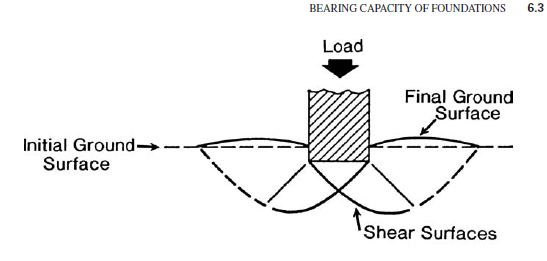 BEARING CAPACITY OF FOUNDATIONS 6.3
Load
Final Ground
Surface
Initial Ground
Surface
Shear Surfaces